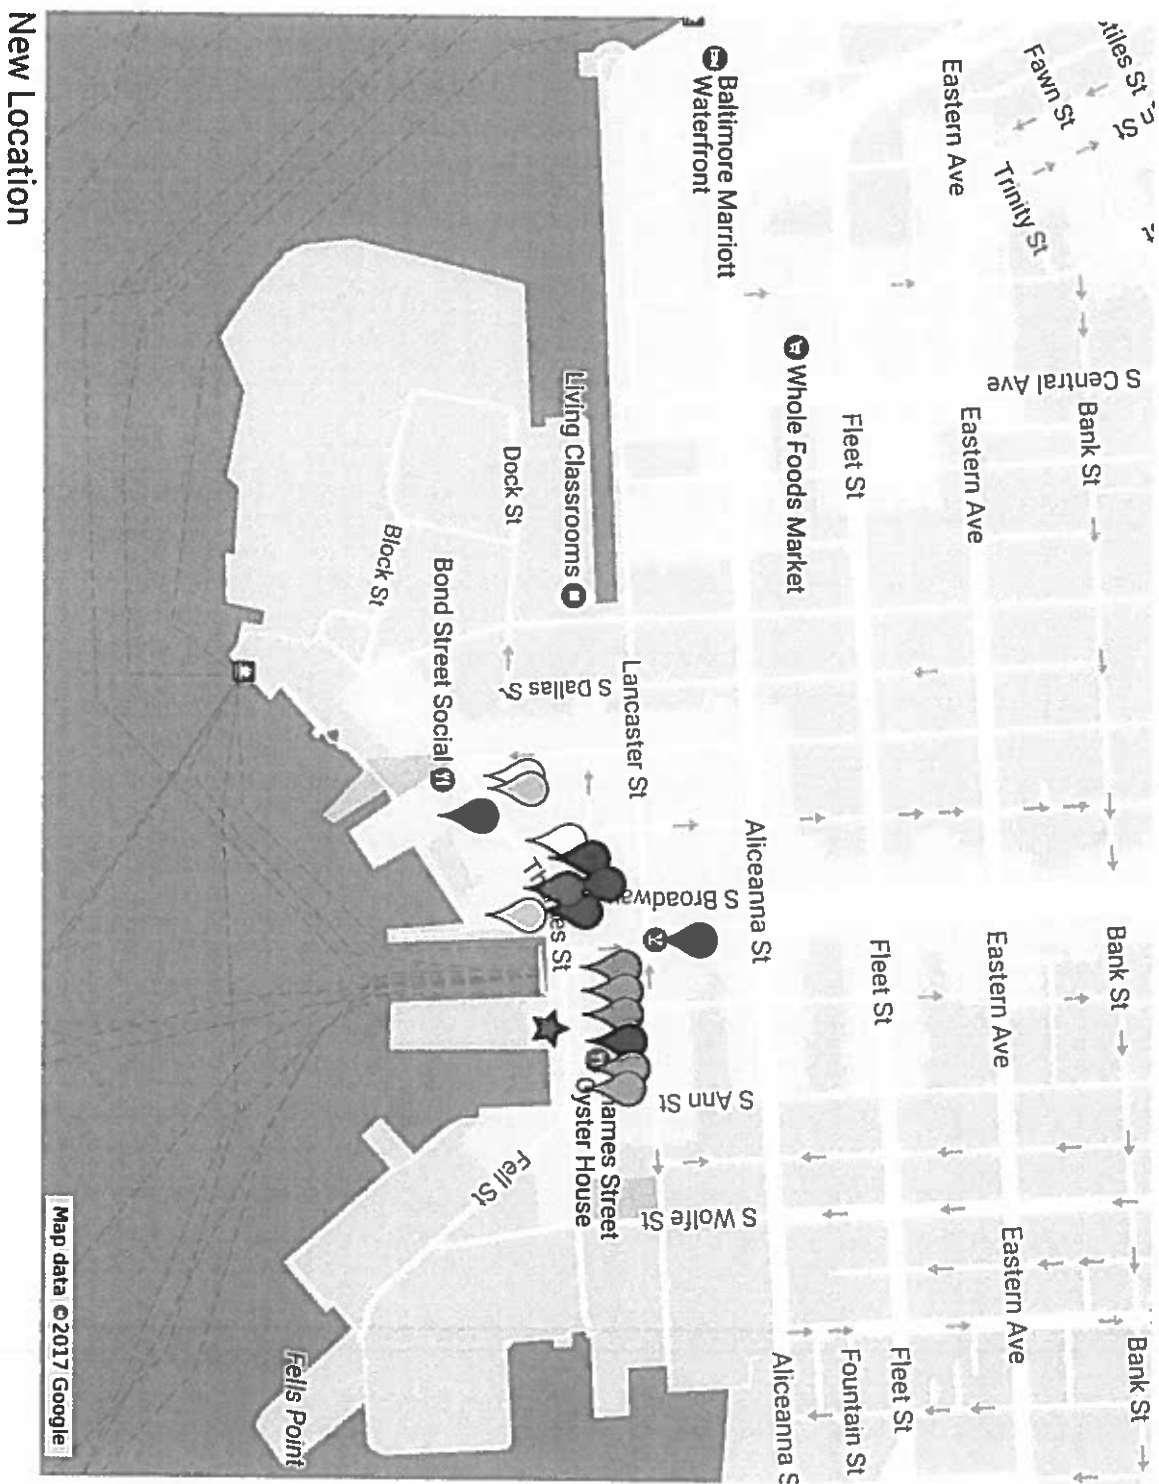 New Location
Stiles St
Fawn St
Trinity St
Eastern Ave
Baltimore Marriott
Waterfront
S Central Ave
Bank St
Eastern Ave
Fleet St
Whole Foods Market
Living Classrooms
Dock St
Block St
Bond Street Social
S Dallas St
Lancaster St
Aliceanna St
S Broadway
Bank St
Eastern Ave
Fleet St
S Ann St
Thames Street
Oyster House
Fell St
S Wolfe St
Eastern Ave
Bank St
Fleet St
Fountain St
Aliceanna S
Fells Point
Map data ©2017 Google